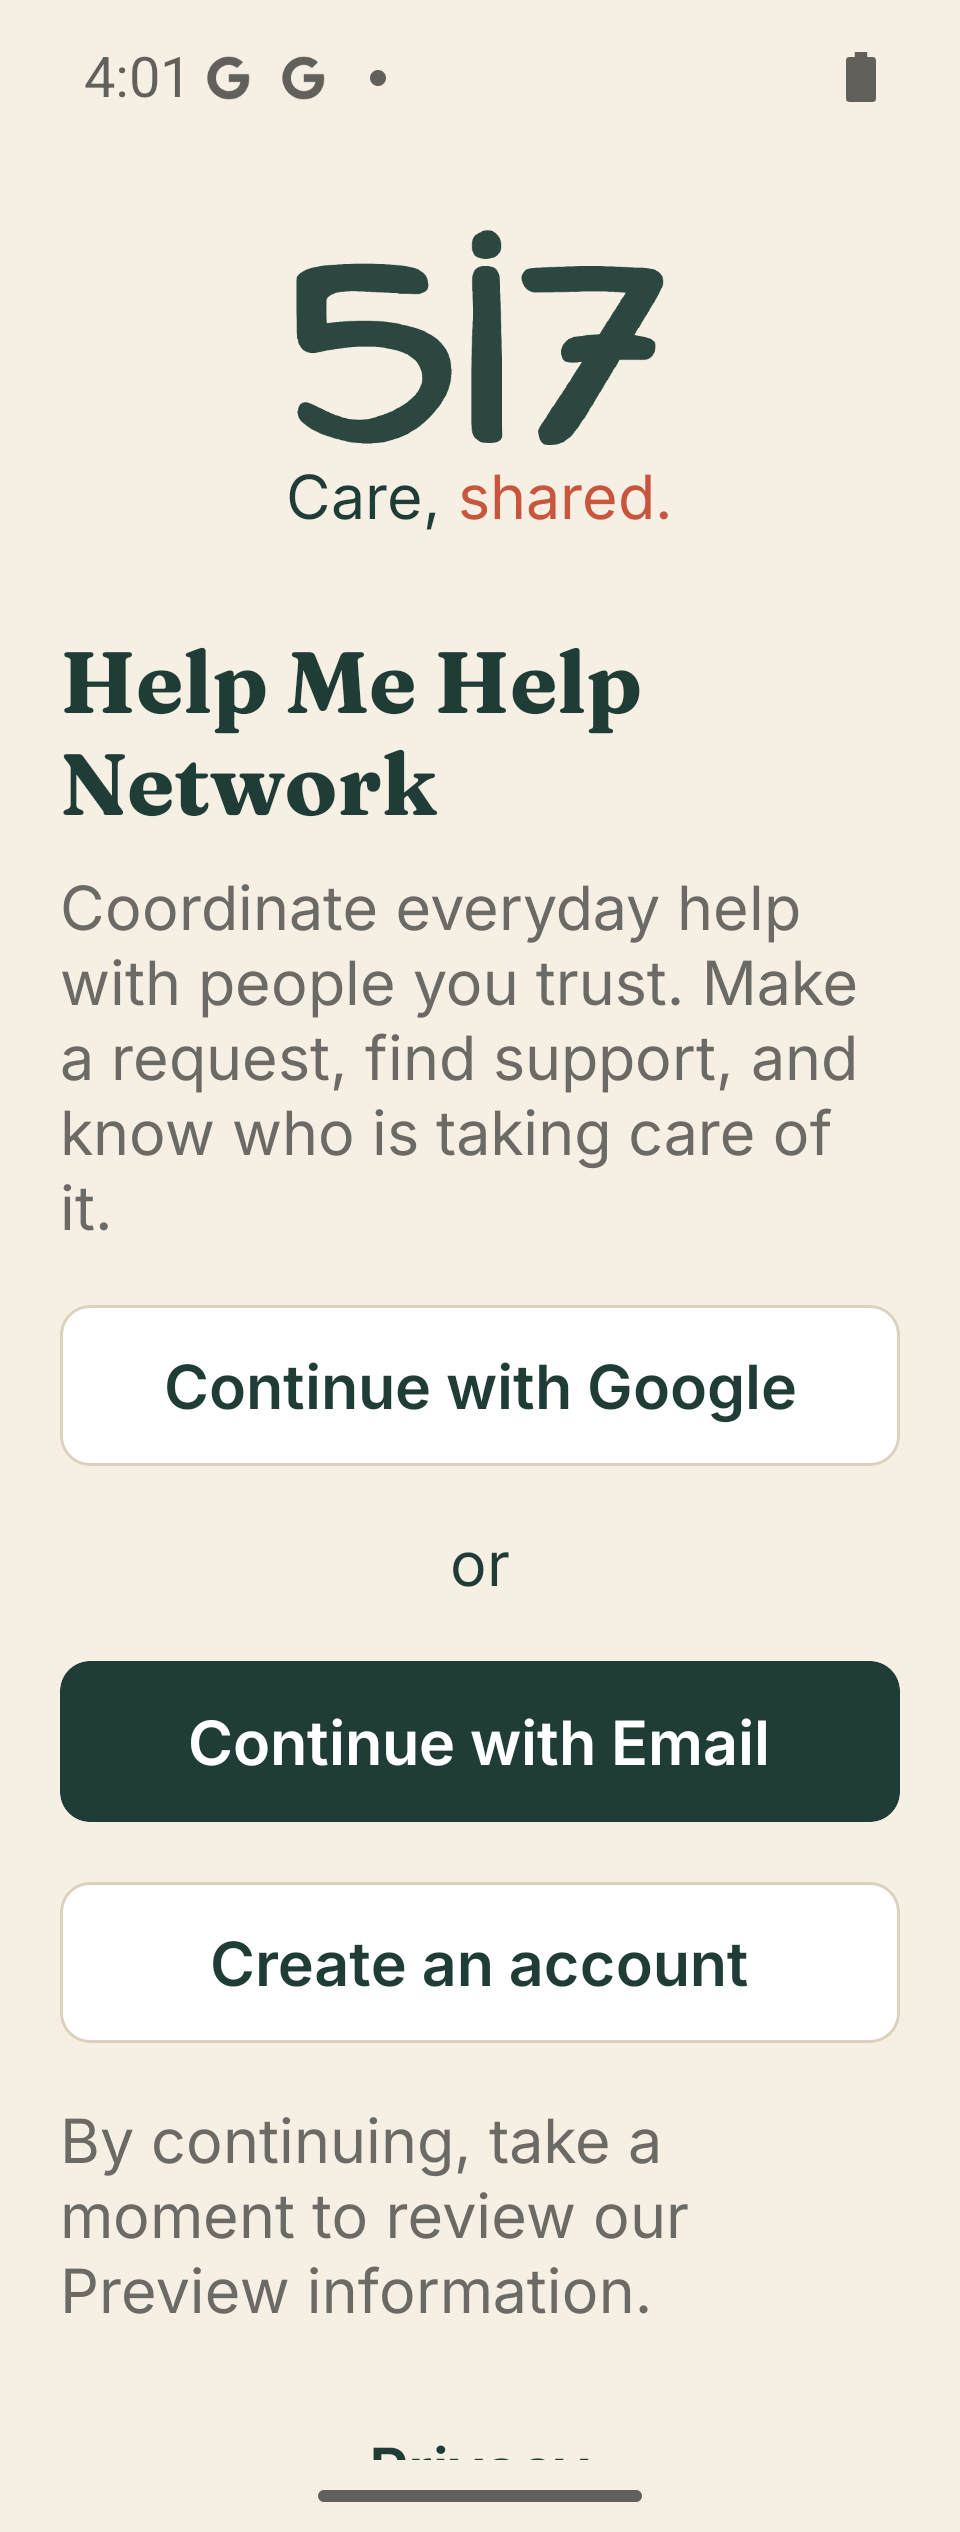 4:01
5i7
Care, shared.
Help Me Help
Network
Coordinate everyday help
with people you trust. Make
a request, find support, and
know who is taking care of
it.
Continue with Google
or
Continue with Email
Create an account
By continuing, take a
moment to review our
Preview information.
Privacy